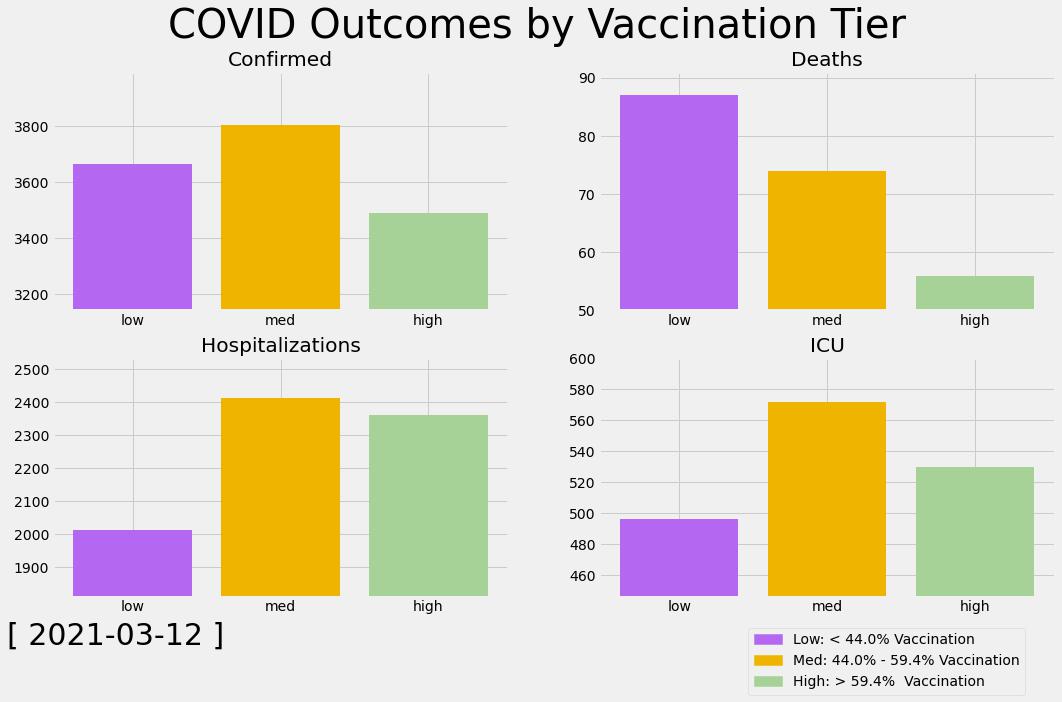 COVID Outcomes by Vaccination Tier
Confirmed
3800
3600
3400
3200
low med high
Deaths
90
80
70
60
50
low med high
Hospitalizations
2500
2400
2300
2200
2100
2000
1900
low med high
ICU
600
580
560
540
520
500
480
460
low med high
[ 2021-03-12 ]
Low: < 44.0% Vaccination
Med: 44.0% - 59.4% Vaccination
High: > 59.4%  Vaccination